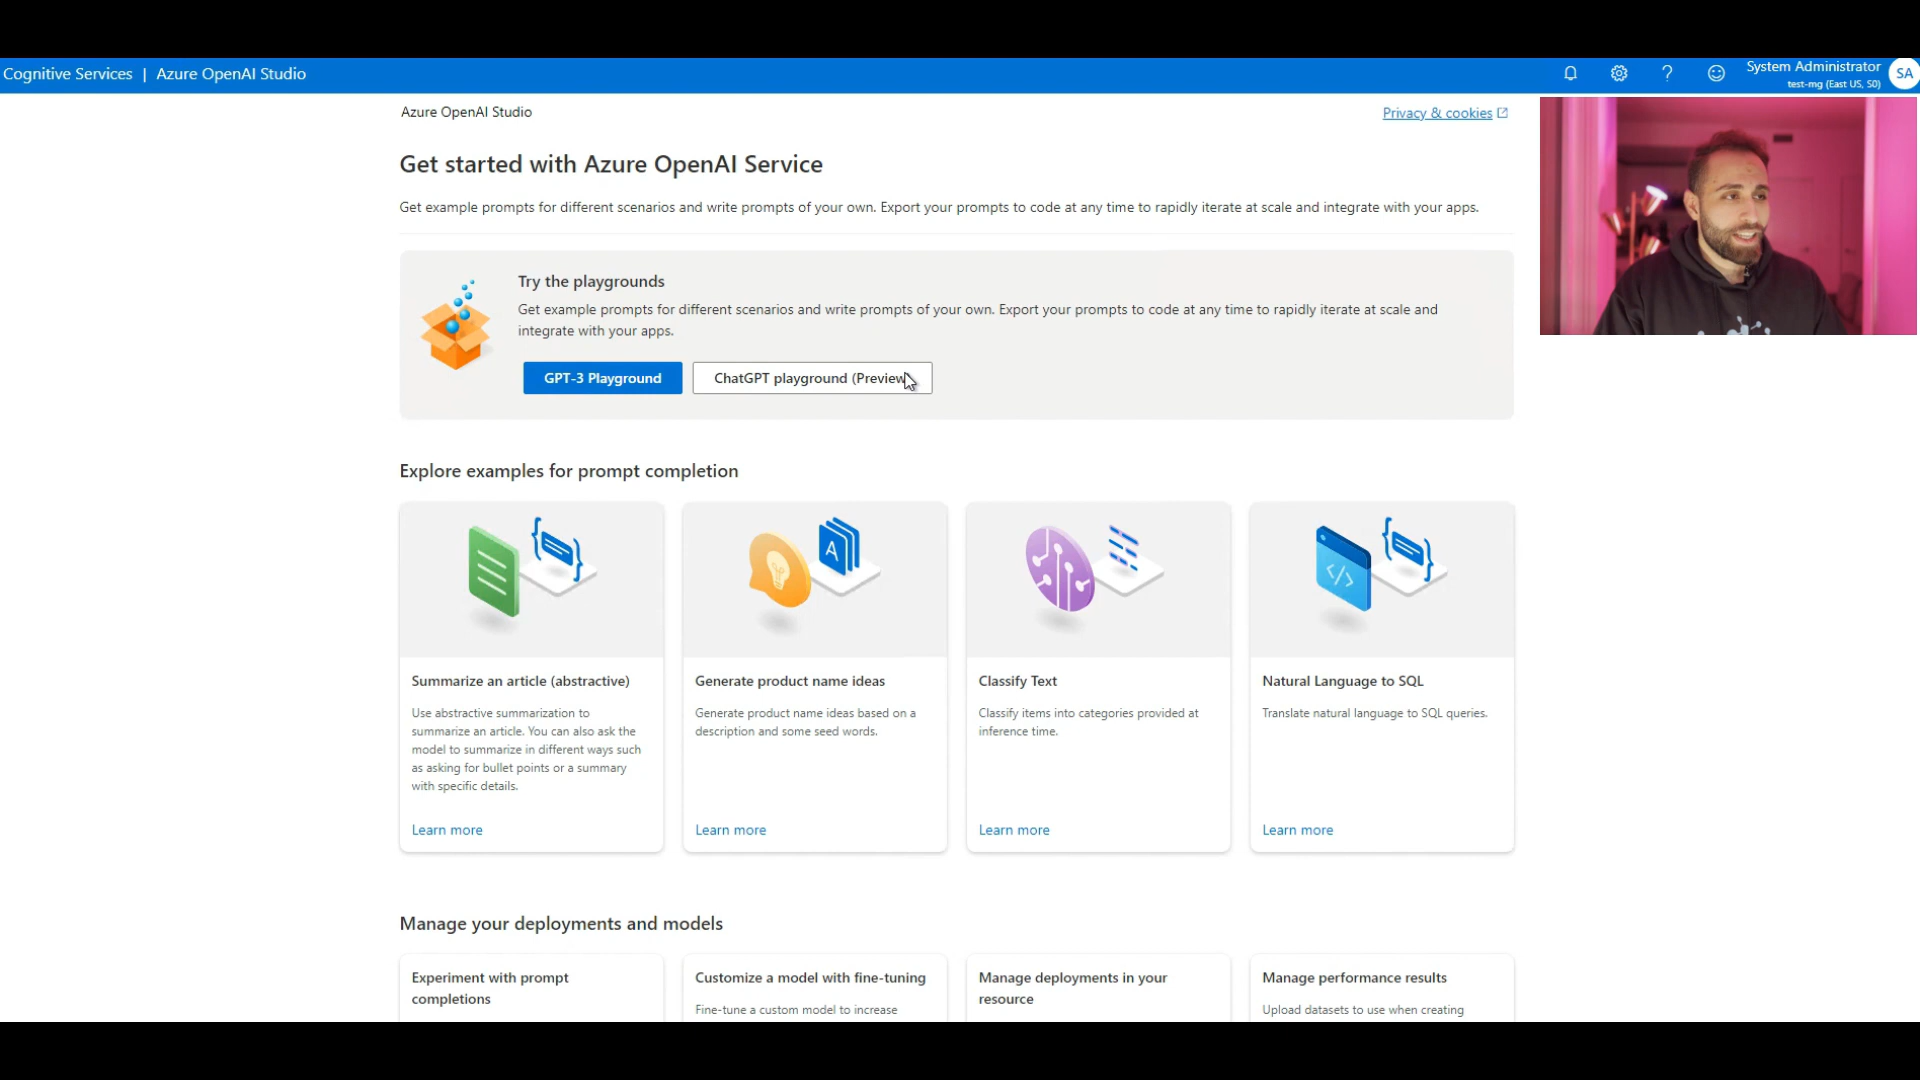 Cognitive Services | Azure OpenAI Studio
System Administrator
test-mg (East US, S0)
SA
Azure OpenAI Studio
Privacy & cookies
Get started with Azure OpenAI Service
Get example prompts for different scenarios and write prompts of your own. Export your prompts to code at any time to rapidly iterate at scale and integrate with your apps.
Try the playgrounds
Get example prompts for different scenarios and write prompts of your own. Export your prompts to code at any time to rapidly iterate at scale and
integrate with your apps.
GPT-3 Playground
ChatGPT playground (Preview)
Explore examples for prompt completion
A
Summarize an article (abstractive)
Use abstractive summarization to
summarize an article. You can also ask the
model to summarize in different ways such
as asking for bullet points or a summary
with specific details.
Learn more
Generate product name ideas
Generate product name ideas based on a
description and some seed words.
Learn more
Classify Text
Classify items into categories provided at
inference time.
Learn more
Natural Language to SQL
Translate natural language to SQL queries.
Learn more
Manage your deployments and models
Experiment with prompt
completions
Customize a model with fine-tuning
Fine-tune a custom model to increase
Manage deployments in your
resource
Manage performance results
Upload datasets to use when creating